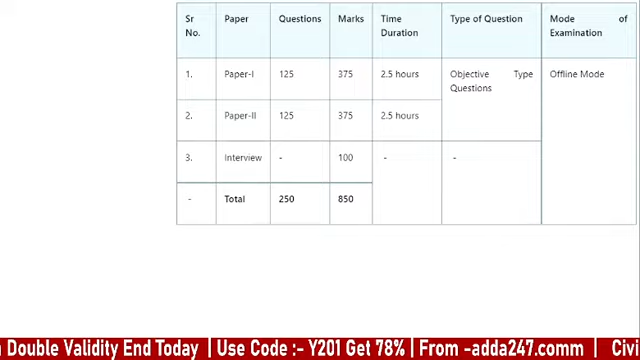 Sr No. Paper Questions Marks Time Duration Type of Question Mode of Examination
1. Paper-I 125 375 2.5 hours Objective Type Questions Offline Mode
2. Paper-II 125 375 2.5 hours
3. Interview - 100 - -
- Total 250 850
Double Validity End Today | Use Code :- Y201 Get 78% | From -adda247.comm | Civi